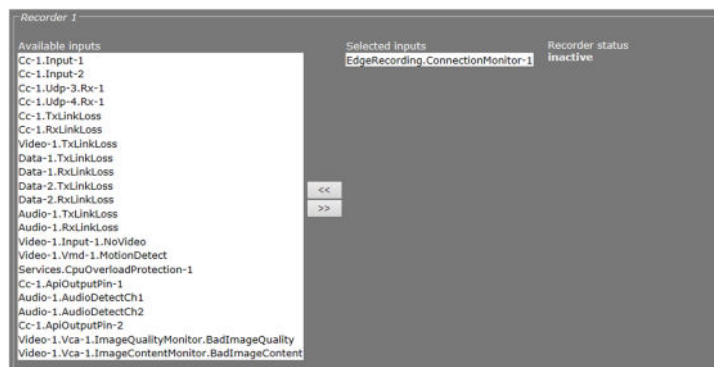 Recorder 1
Available inputs
Selected inputs
Recorder status
Cc-1.Input-1
EdgeRecording.ConnectionMonitor-1
inactive
Cc-1.Input-2
Cc-1.Udp-3.Rx-1
Cc-1.Udp-4.Rx-1
Cc-1.TxLinkLoss
Cc-1.RxLinkLoss
Video-1.TxLinkLoss
Data-1.TxLinkLoss
Data-1.RxLinkLoss
Data-2.TxLinkLoss
Data-2.RxLinkLoss
Audio-1.TxLinkLoss
Audio-1.RxLinkLoss
Video-1.Input-1.NoVideo
Video-1.Vmd-1.MotionDetect
Services.CpuOverloadProtection-1
Cc-1.ApiOutputPin-1
Audio-1.AudioDetectCh1
Audio-1.AudioDetectCh2
Cc-1.ApiOutputPin-2
Video-1.Vca-1.ImageQualityMonitor.BadImageQuality
Video-1.Vca-1.ImageContentMonitor.BadImageContent
<<
>>